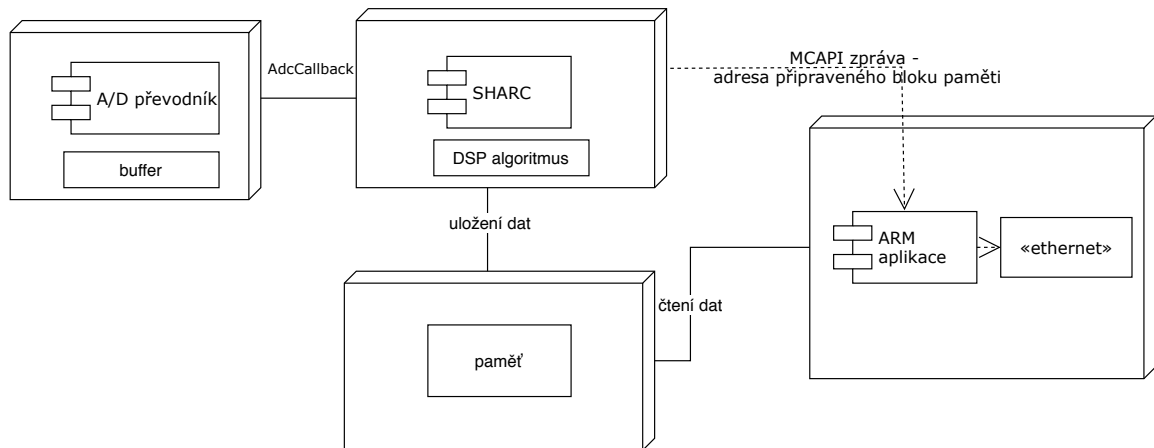 A/D převodník
buffer
AdcCallback
SHARC
DSP algoritmus
MCAPI zpráva -
adresa připraveného bloku paměti
uložení dat
paměť
čtení dat
ARM
aplikace
«ethernet»